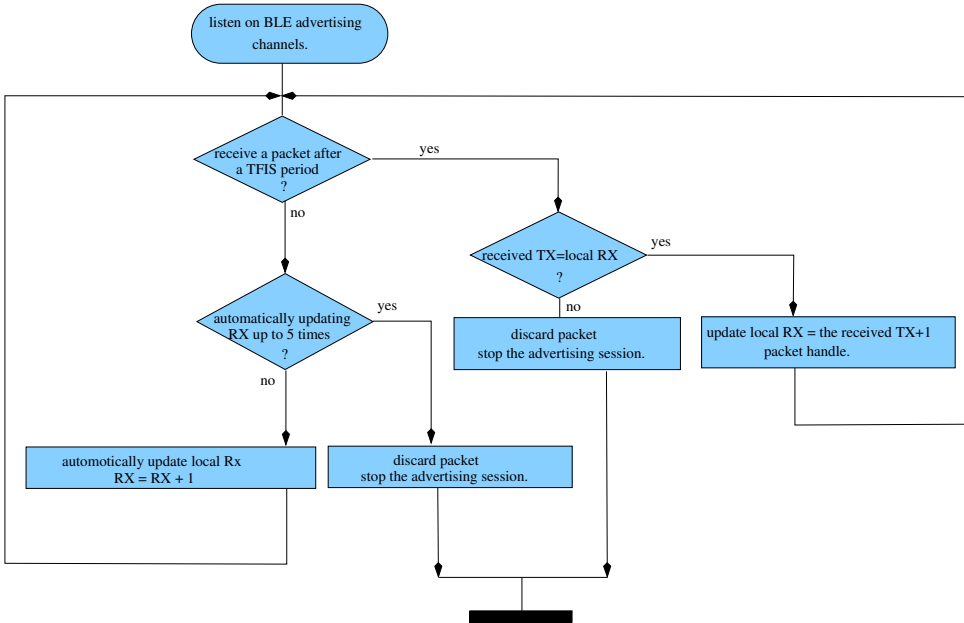 listen on BLE advertising
channels.
receive a packet after
a TFIS period
?
yes
no
received TX=local RX
?
yes
no
automatically updating
RX up to 5 times
?
yes
no
discard packet
stop the advertising session.
update local RX = the received TX+1
packet handle.
automotically update local Rx
RX = RX + 1
discard packet
stop the advertising session.